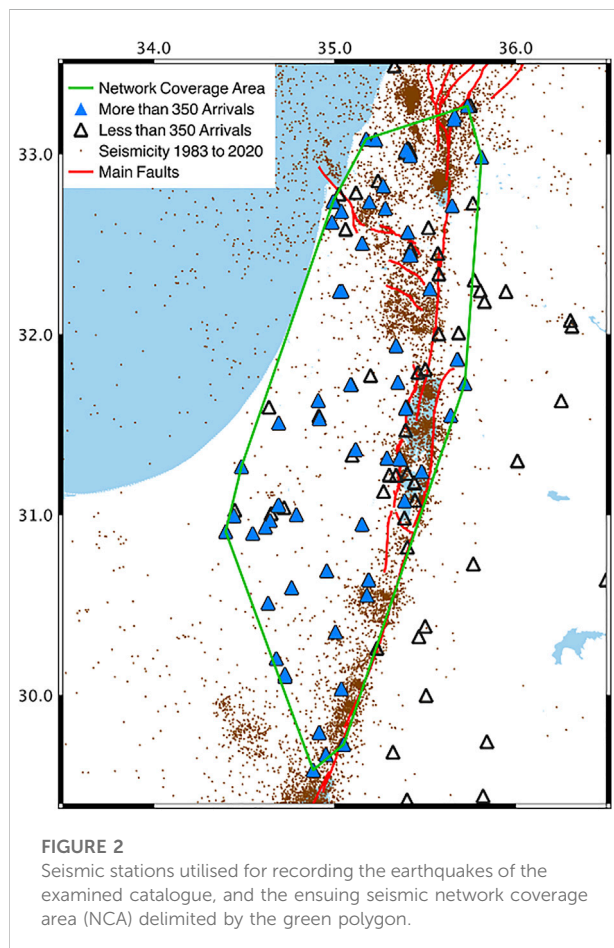 34.0 35.0 36.0
Network Coverage Area
More than 350 Arrivals
Less than 350 Arrivals
Seismicity 1983 to 2020
Main Faults
33.0
32.0
31.0
30.0
FIGURE 2
Seismic stations utilised for recording the earthquakes of the
examined catalogue, and the ensuing seismic network coverage
area (NCA) delimited by the green polygon.